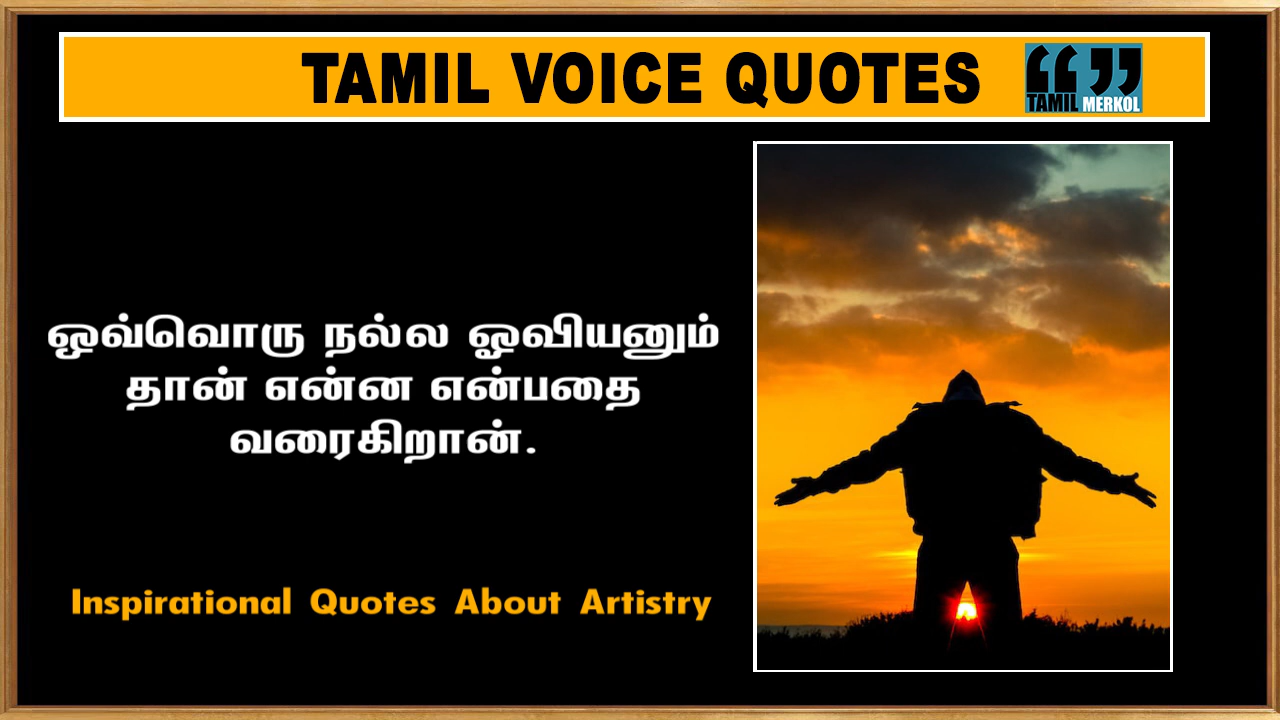 TAMIL VOICE QUOTES
TAMIL MERKOL
ஒவ்வொரு நல்ல ஓவியனும்
தான் என்ன என்பதை
வரைகிறான்.
Inspirational Quotes About Artistry